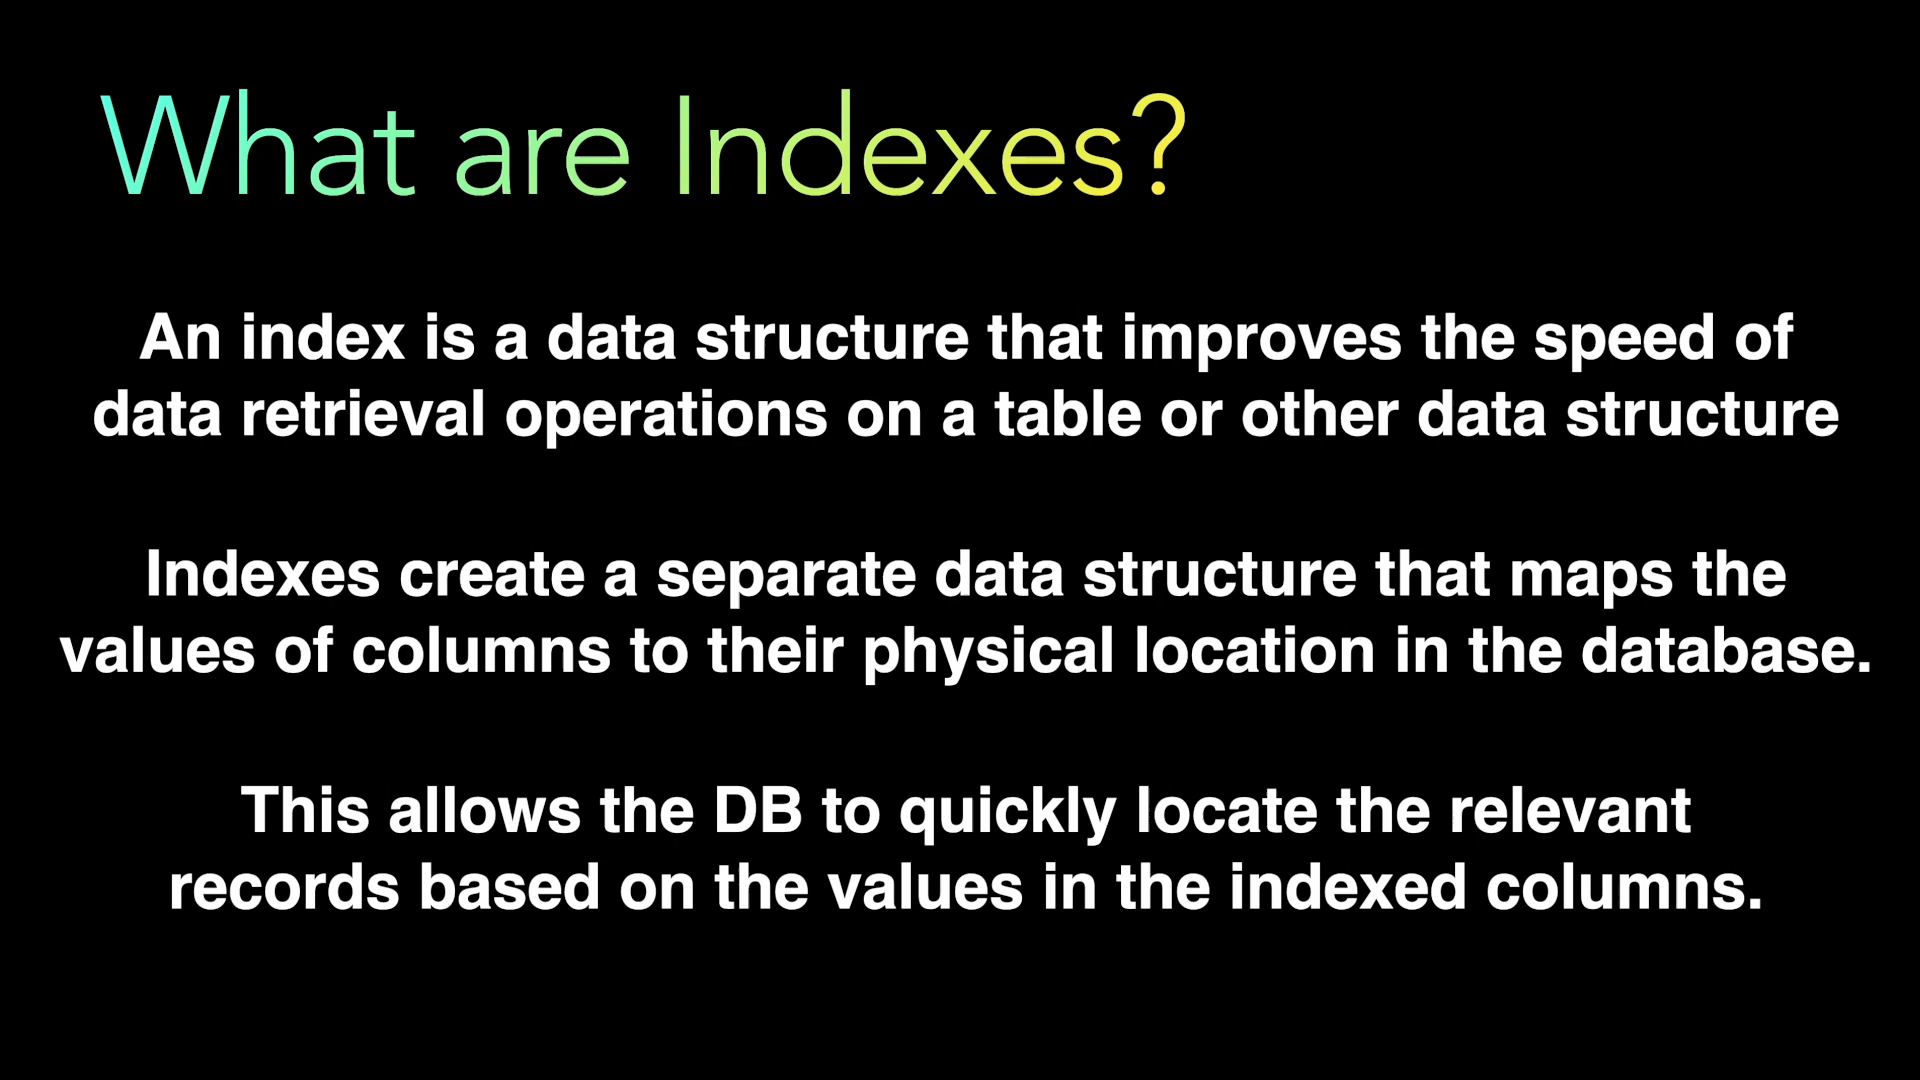 What are Indexes?
An index is a data structure that improves the speed of
data retrieval operations on a table or other data structure
Indexes create a separate data structure that maps the
values of columns to their physical location in the database.
This allows the DB to quickly locate the relevant
records based on the values in the indexed columns.